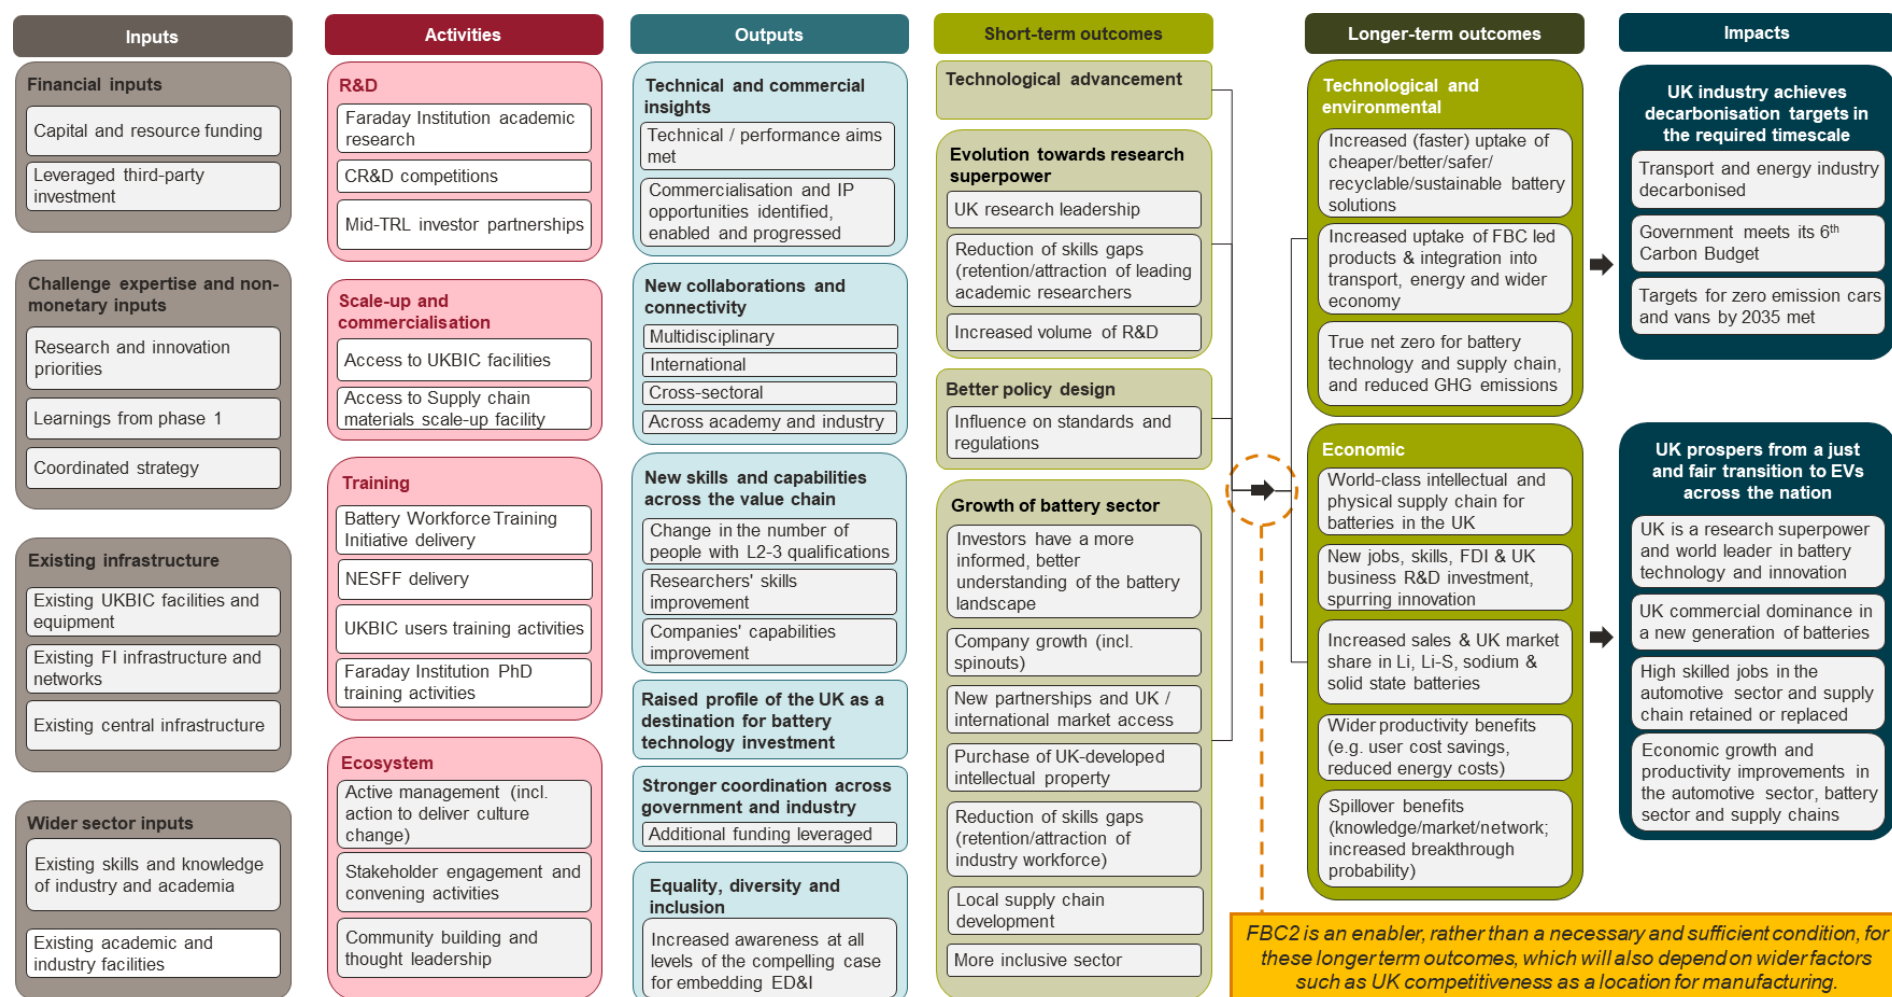 Inputs
Financial inputs
Capital and resource funding
Leveraged third-party
investment
Challenge expertise and non-
monetary inputs
Research and innovation
priorities
Learnings from phase 1
Coordinated strategy
Existing infrastructure
Existing UKBIC facilities and
equipment
Existing FI infrastructure and
networks
Existing central infrastructure
Wider sector inputs
Existing skills and knowledge
of industry and academia
Existing academic and
industry facilities
Activities
R&D
Faraday Institution academic
research
CR&D competitions
Mid-TRL investor partnerships
Scale-up and
commercialisation
Access to UKBIC facilities
Access to Supply chain
materials scale-up facility
Training
Battery Workforce Training
Initiative delivery
NESFF delivery
UKBIC users training activities
Faraday Institution PhD
training activities
Ecosystem
Active management (incl.
action to deliver culture
change)
Stakeholder engagement and
convening activities
Community building and
thought leadership
Outputs
Technical and commercial
insights
Technical / performance aims
met
Commercialisation and IP
opportunities identified,
enabled and progressed
New collaborations and
connectivity
Multidisciplinary
International
Cross-sectoral
Across academy and industry
New skills and capabilities
across the value chain
Change in the number of
people with L2-3 qualifications
Researchers' skills
improvement
Companies' capabilities
improvement
Raised profile of the UK as a
destination for battery
technology investment
Stronger coordination across
government and industry
Additional funding leveraged
Equality, diversity and
inclusion
Increased awareness at all
levels of the compelling case
for embedding ED&I
Short-term outcomes
Technological advancement
Evolution towards research
superpower
UK research leadership
Reduction of skills gaps
(retention/attraction of leading
academic researchers
Increased volume of R&D
Better policy design
Influence on standards and
regulations
Growth of battery sector
Investors have a more
informed, better
understanding of the battery
landscape
Company growth (incl.
spinouts)
New partnerships and UK /
international market access
Purchase of UK-developed
intellectual property
Reduction of skills gaps
(retention/attraction of
industry workforce)
Local supply chain
development
More inclusive sector
Longer-term outcomes
Technological and
environmental
Increased (faster) uptake of
cheaper/better/safer/
recyclable/sustainable battery
solutions
Increased uptake of FBC led
products & integration into
transport, energy and wider
economy
True net zero for battery
technology and supply chain,
and reduced GHG emissions
Economic
World-class intellectual and
physical supply chain for
batteries in the UK
New jobs, skills, FDI & UK
business R&D investment,
spurring innovation
Increased sales & UK market
share in Li, Li-S, sodium &
solid state batteries
Wider productivity benefits
(e.g. user cost savings,
reduced energy costs)
Spillover benefits
(knowledge/market/network;
increased breakthrough
probability)
Impacts
UK industry achieves
decarbonisation targets in
the required timescale
Transport and energy industry
decarbonised
Government meets its 6th
Carbon Budget
Targets for zero emission cars
and vans by 2035 met
UK prospers from a just
and fair transition to EVs
across the nation
UK is a research superpower
and world leader in battery
technology and innovation
UK commercial dominance in
a new generation of batteries
High skilled jobs in the
automotive sector and supply
chain retained or replaced
Economic growth and
productivity improvements in
the automotive sector, battery
sector and supply chains
FBC2 is an enabler, rather than a necessary and sufficient condition, for
these longer term outcomes, which will also depend on wider factors
such as UK competitiveness as a location for manufacturing.